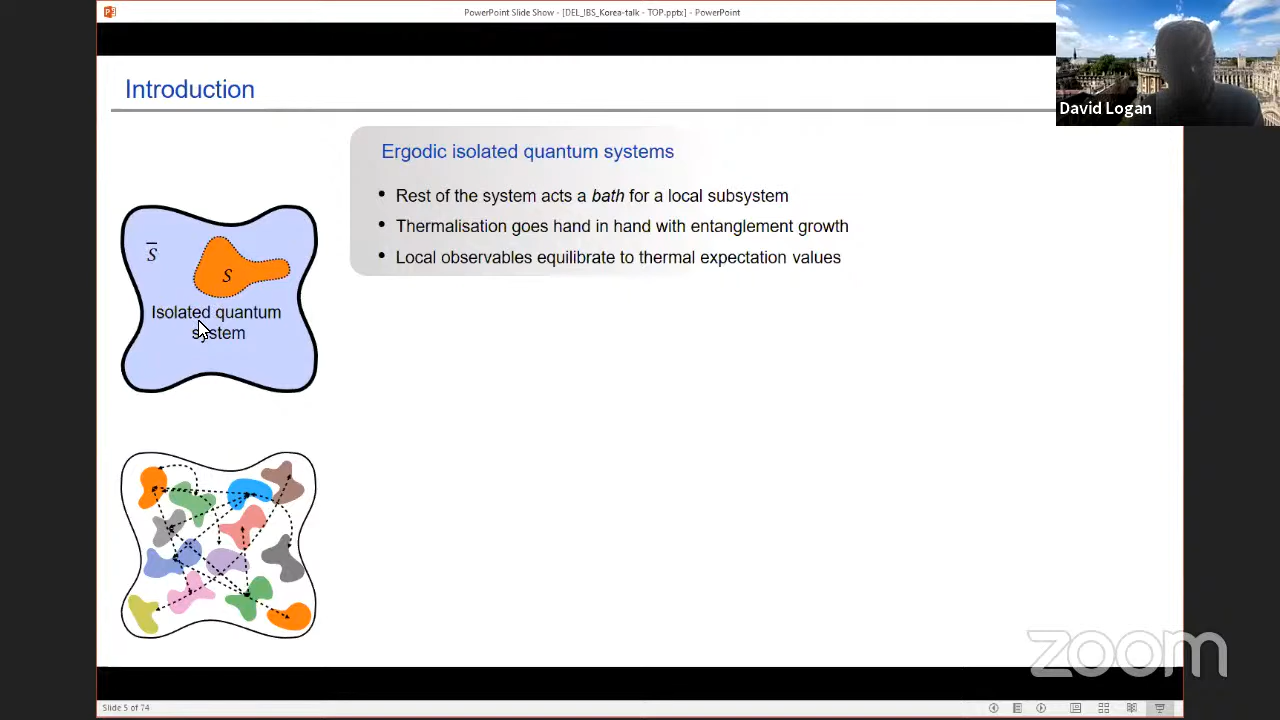 PowerPoint Slide Show - [DEL_IBS_Korea-talk - TOP.pptx] - PowerPoint
David Logan
Introduction
Ergodic isolated quantum systems
• Rest of the system acts a bath for a local subsystem
• Thermalisation goes hand in hand with entanglement growth
• Local observables equilibrate to thermal expectation values
S̅
S
Isolated quantum
system
zoom
Slide 5 of 74